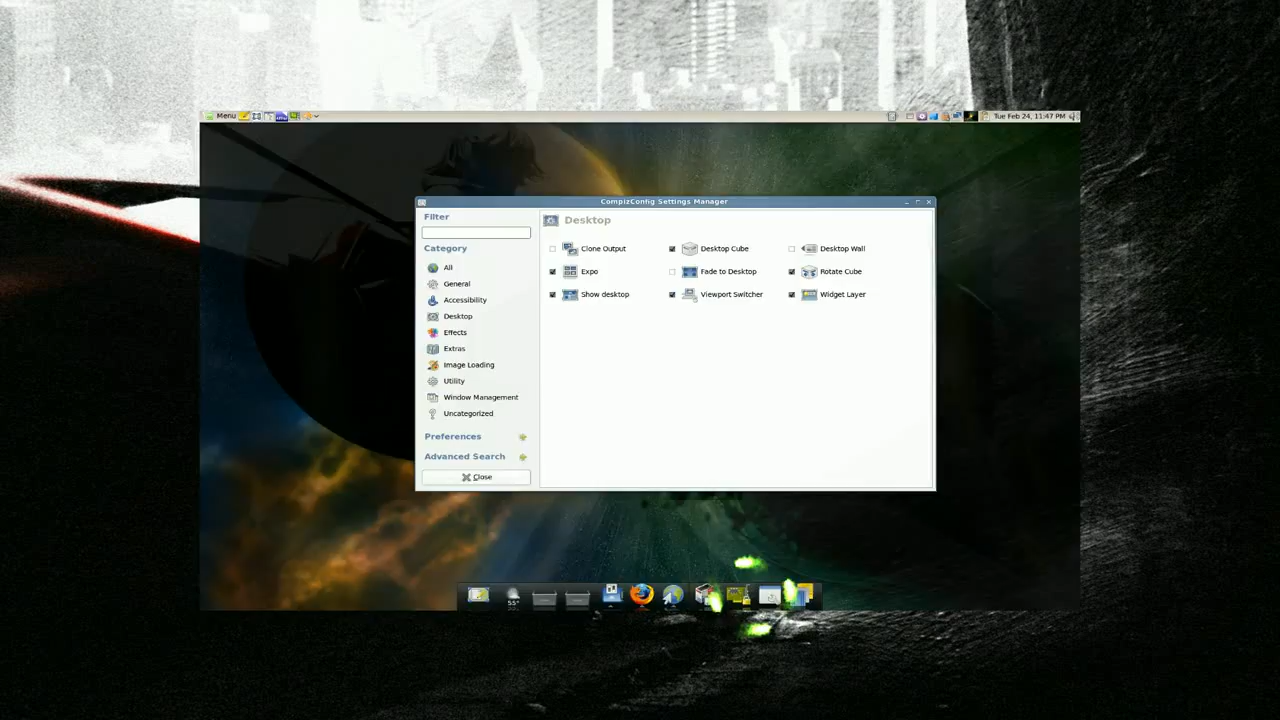 Menu
Tue Feb 24, 11:47 PM
CompizConfig Settings Manager
Filter
Category
All
General
Accessibility
Desktop
Effects
Extras
Image Loading
Utility
Window Management
Uncategorized
Preferences
Advanced Search
Close
Desktop
Clone Output
Desktop Cube
Desktop Wall
Expo
Fade to Desktop
Rotate Cube
Show desktop
Viewport Switcher
Widget Layer
55°